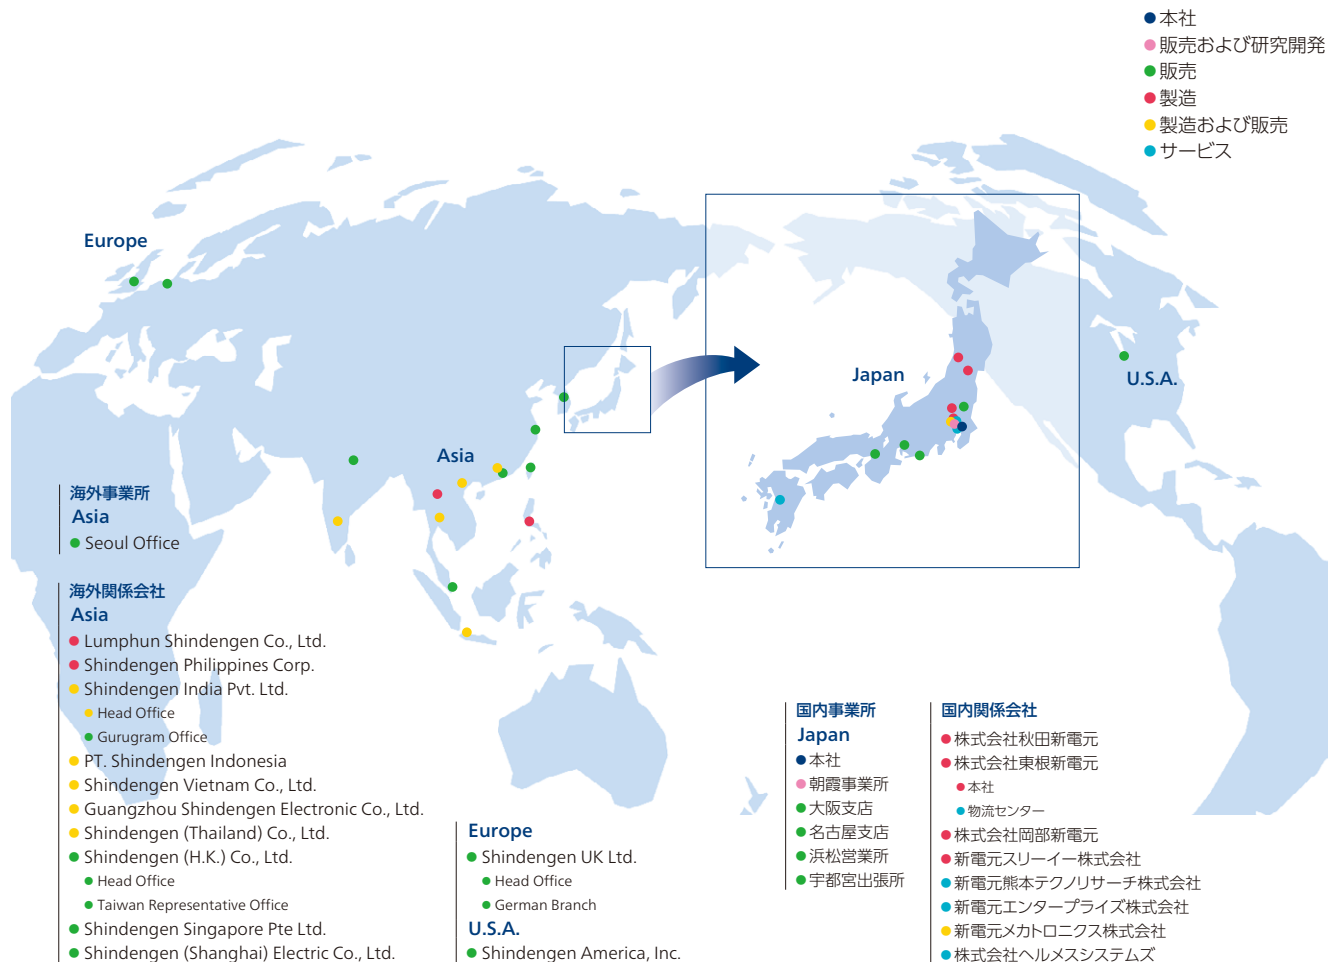 本社
販売および研究開発
販売
製造
製造および販売
サービス
Europe
Japan
U.S.A.
Asia
海外事業所
Asia
Seoul Office
海外関係会社
Asia
Lumphun Shindengen Co., Ltd.
Shindengen Philippines Corp.
Shindengen India Pvt. Ltd.
Head Office
Gurugram Office
PT. Shindengen Indonesia
Shindengen Vietnam Co., Ltd.
Guangzhou Shindengen Electronic Co., Ltd.
Shindengen (Thailand) Co., Ltd.
Shindengen (H.K.) Co., Ltd.
Head Office
Taiwan Representative Office
Shindengen Singapore Pte Ltd.
Shindengen (Shanghai) Electric Co., Ltd.
Europe
Shindengen UK Ltd.
Head Office
German Branch
U.S.A.
Shindengen America, Inc.
国内事業所
Japan
本社
朝霞事業所
大阪支店
名古屋支店
浜松営業所
宇都宮出張所
国内関係会社
株式会社秋田新電元
株式会社東根新電元
本社
物流センター
株式会社岡部新電元
新電元スリーイー株式会社
新電元熊本テクノリサーチ株式会社
新電元エンタープライズ株式会社
新電元メカトロニクス株式会社
株式会社ヘルメスシステムズ